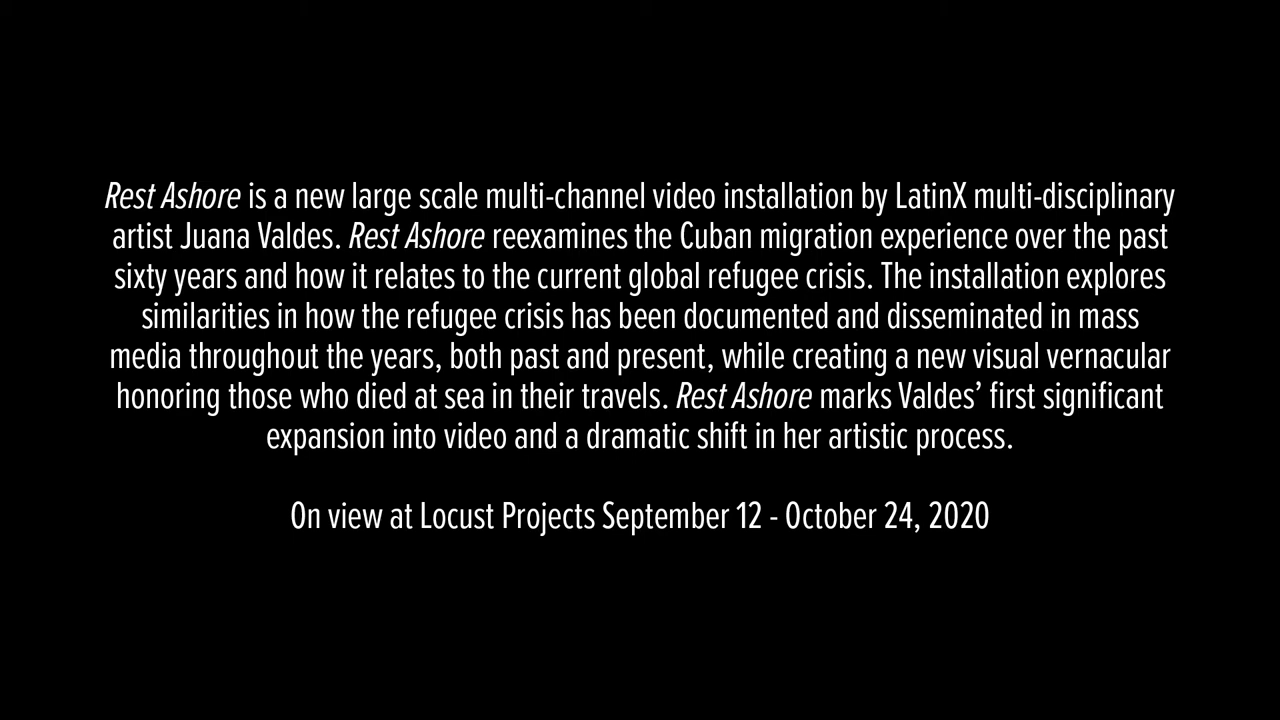 Rest Ashore is a new large scale multi-channel video installation by LatinX multi-disciplinary
artist Juana Valdes. Rest Ashore reexamines the Cuban migration experience over the past
sixty years and how it relates to the current global refugee crisis. The installation explores
similarities in how the refugee crisis has been documented and disseminated in mass
media throughout the years, both past and present, while creating a new visual vernacular
honoring those who died at sea in their travels. Rest Ashore marks Valdes’ first significant
expansion into video and a dramatic shift in her artistic process.
On view at Locust Projects September 12 - October 24, 2020